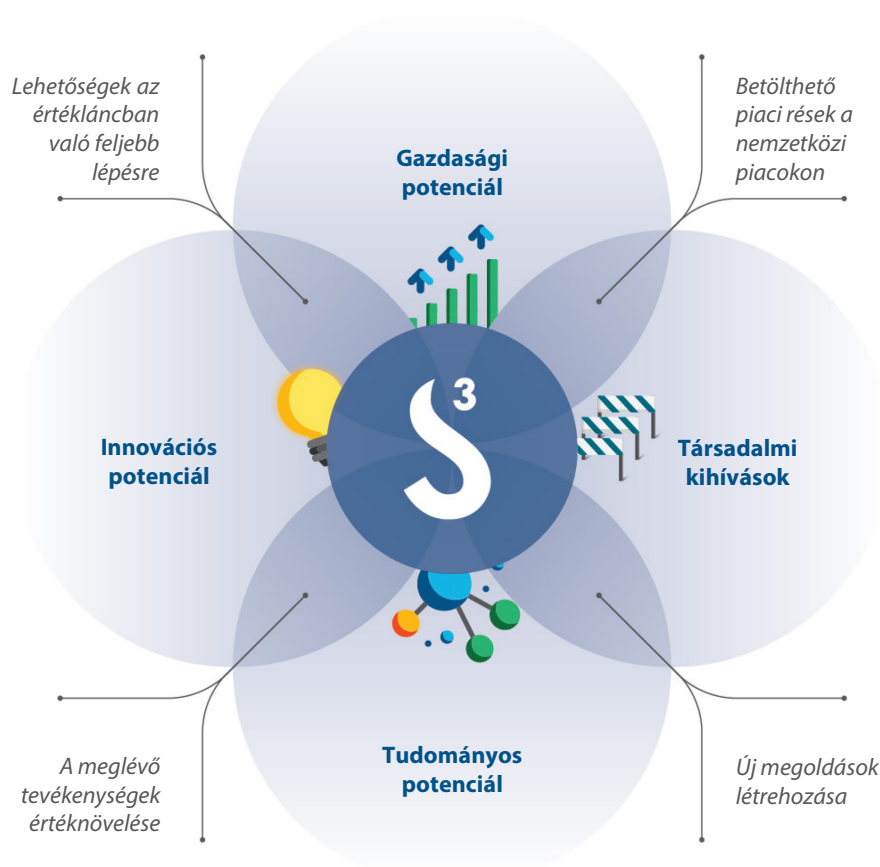 Lehetőségek az
értékláncban
való feljebb
lépésre
Betölthető
piaci rések a
nemzetközi
piacokon
Gazdasági
potenciál
Innovációs
potenciál
S³
Társadalmi
kihívások
Tudományos
potenciál
A meglévő
tevékenységek
értéknövelése
Új megoldások
létrehozása